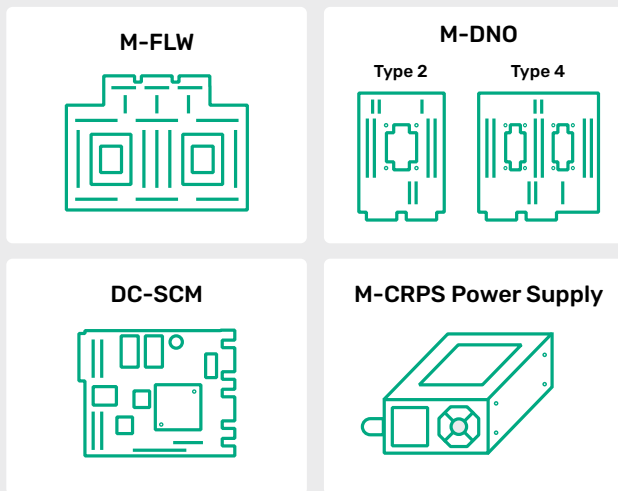 M-FLW
M-DNO
Type 2
Type 4
DC-SCM
M-CRPS Power Supply